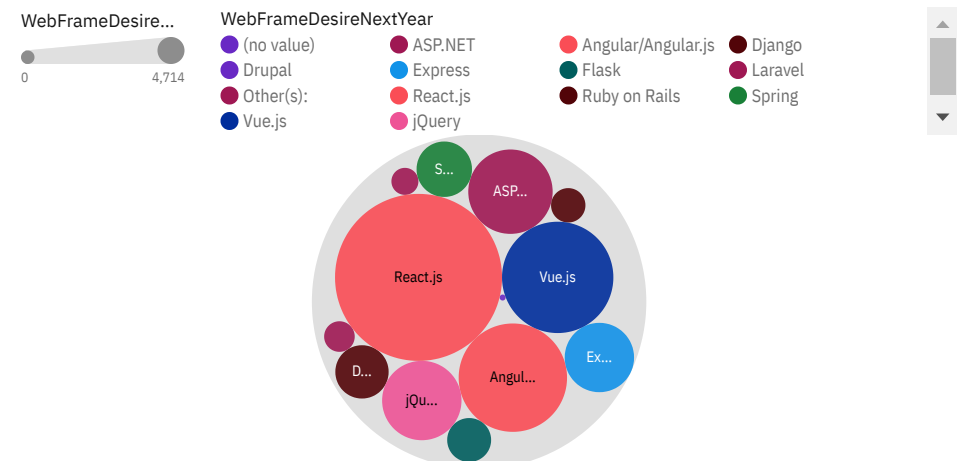 WebFrameDesire...
0 4,714
WebFrameDesireNextYear
(no value) ASP.NET Angular/Angular.js Django
Drupal Express Flask Laravel
Other(s): React.js Ruby on Rails Spring
Vue.js jQuery
S...
ASP...
React.js
Vue.js
Ex...
D...
Angul...
jQu...